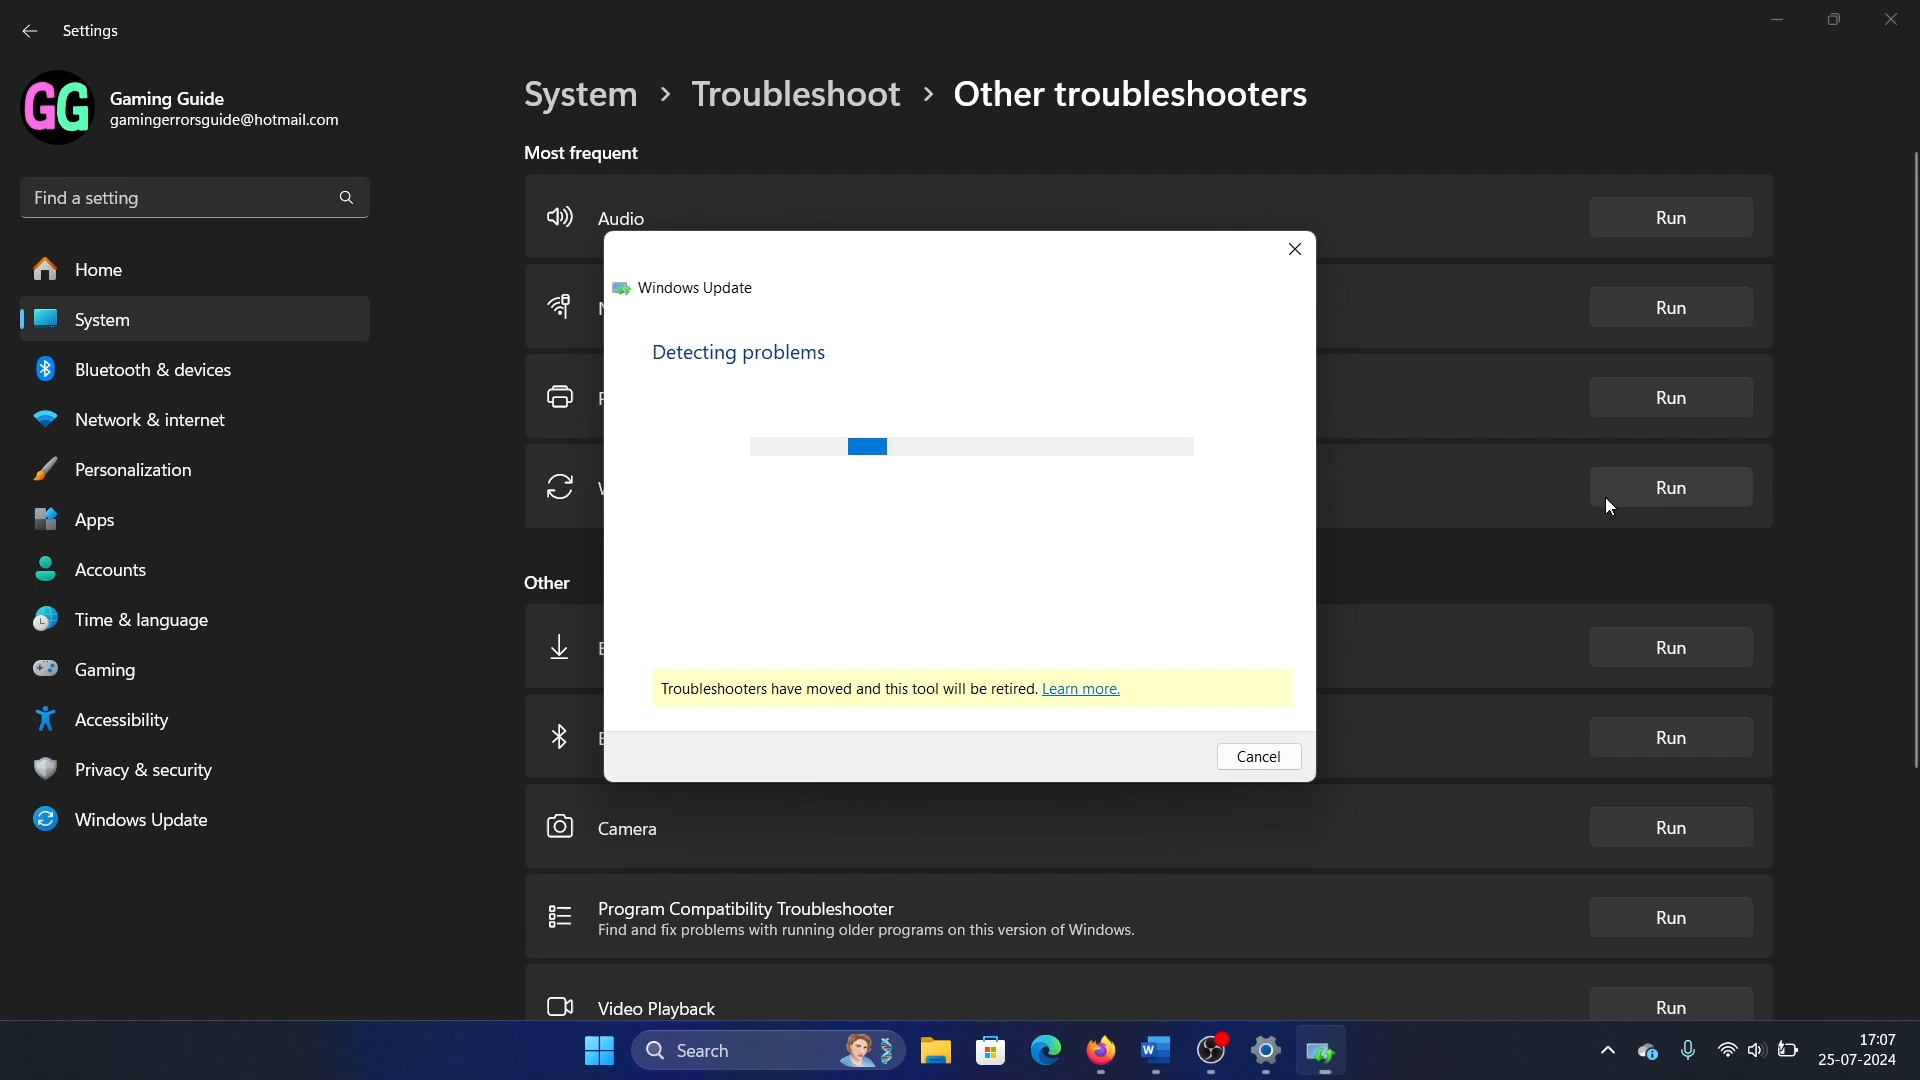 Settings
GG
Gaming Guide
gamingerrorsguide@hotmail.com
Find a setting
Home
System
Bluetooth & devices
Network & internet
Personalization
Apps
Accounts
Time & language
Gaming
Accessibility
Privacy & security
Windows Update
System > Troubleshoot > Other troubleshooters
Most frequent
Audio
Run
Run
Run
Run
Windows Update
Detecting problems
Troubleshooters have moved and this tool will be retired. Learn more.
Cancel
Other
Run
Run
Camera
Run
Program Compatibility Troubleshooter
Find and fix problems with running older programs on this version of Windows.
Run
Video Playback
Run
Search
17:07
25-07-2024